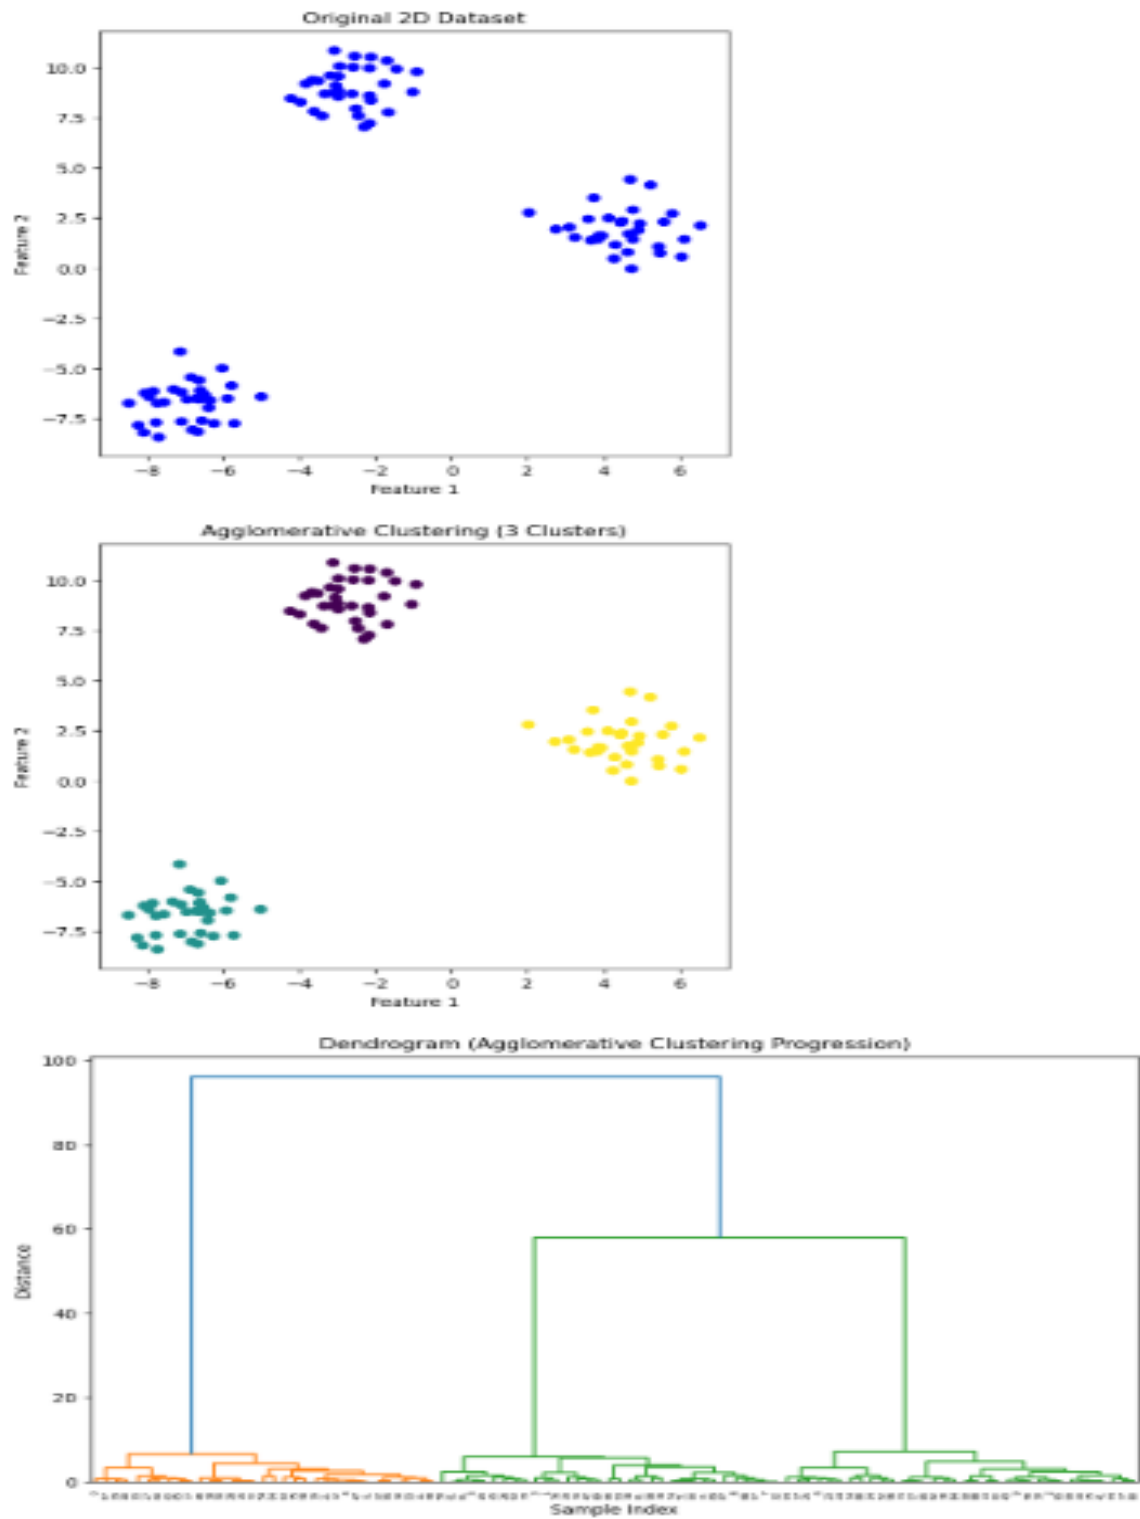 Original 2D Dataset
10.0
7.5
5.0
2.5
0.0
−2.5
−5.0
−7.5
Feature 2
−8 −6 −4 −2 0 2 4 6
Feature 1
Agglomerative Clustering (3 Clusters)
10.0
7.5
5.0
2.5
0.0
−2.5
−5.0
−7.5
Feature 2
−8 −6 −4 −2 0 2 4 6
Feature 1
Dendrogram (Agglomerative Clustering Progression)
100
80
60
40
20
0
Distance
Sample Index